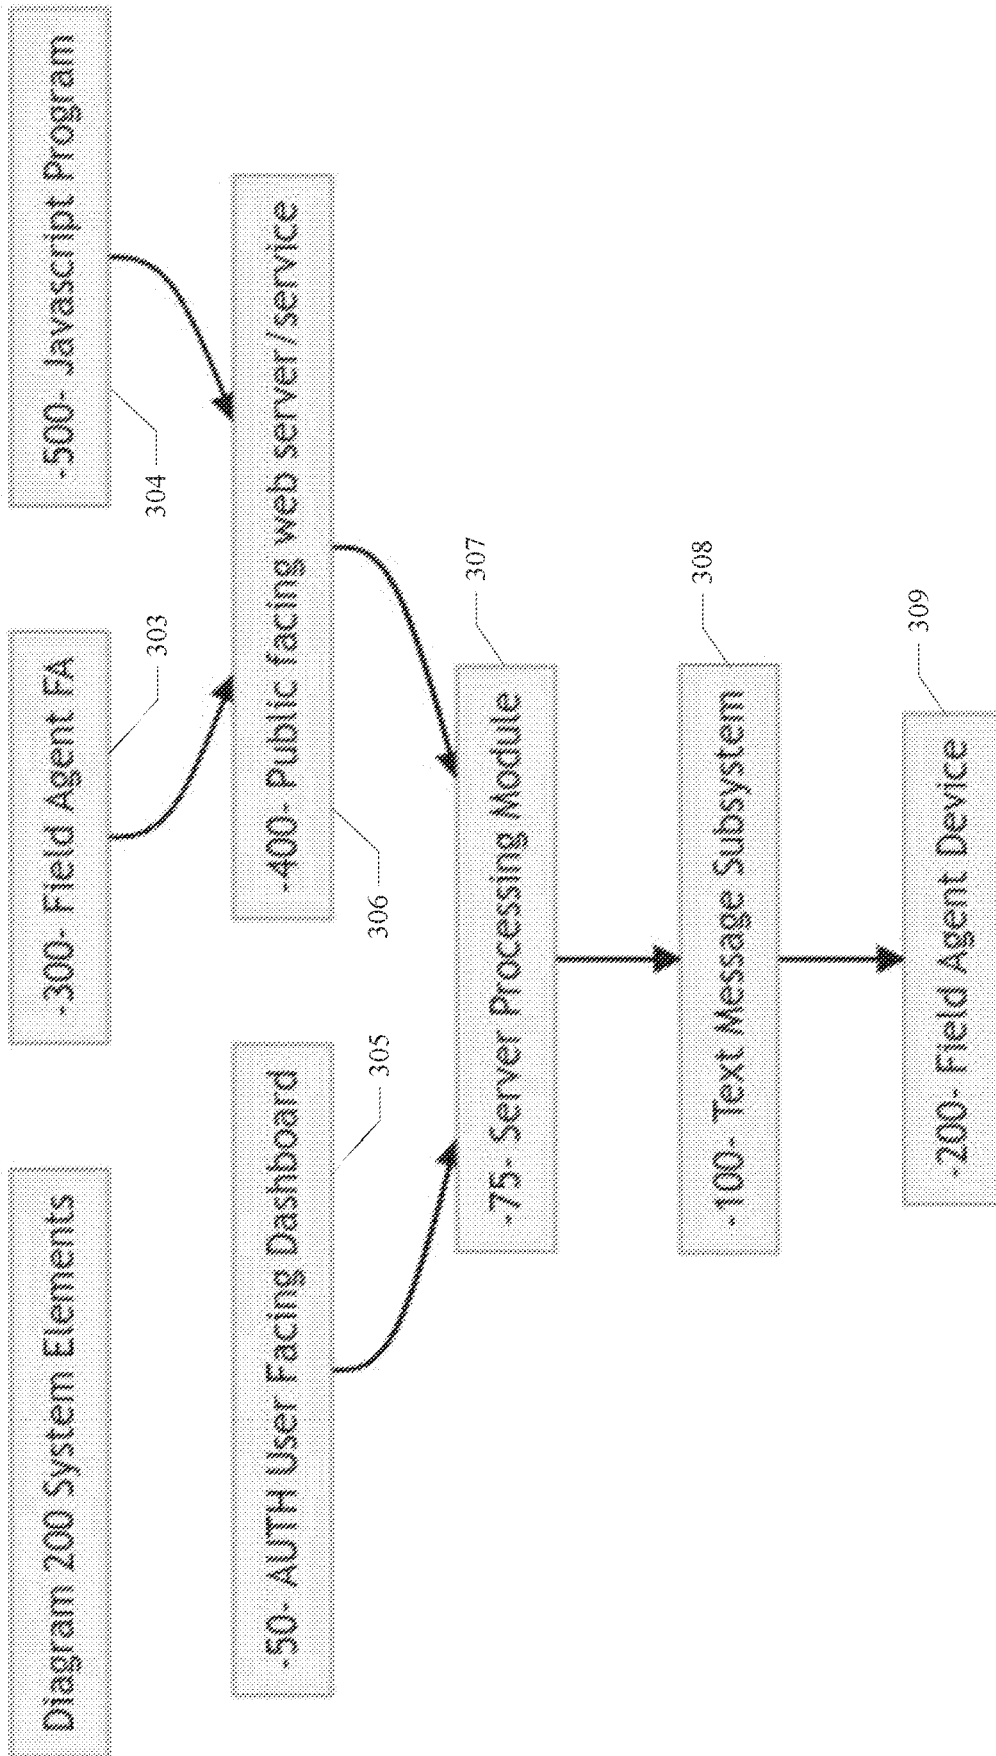 Diagram 200 System Elements
-300- Field Agent FA
303
-500- Javascript Program
304
-50- AUTH User Facing Dashboard
305
-400- Public facing web server/service
306
-75- Server Processing Module
307
-100- Text Message Subsystem
308
-200- Field Agent Device
309